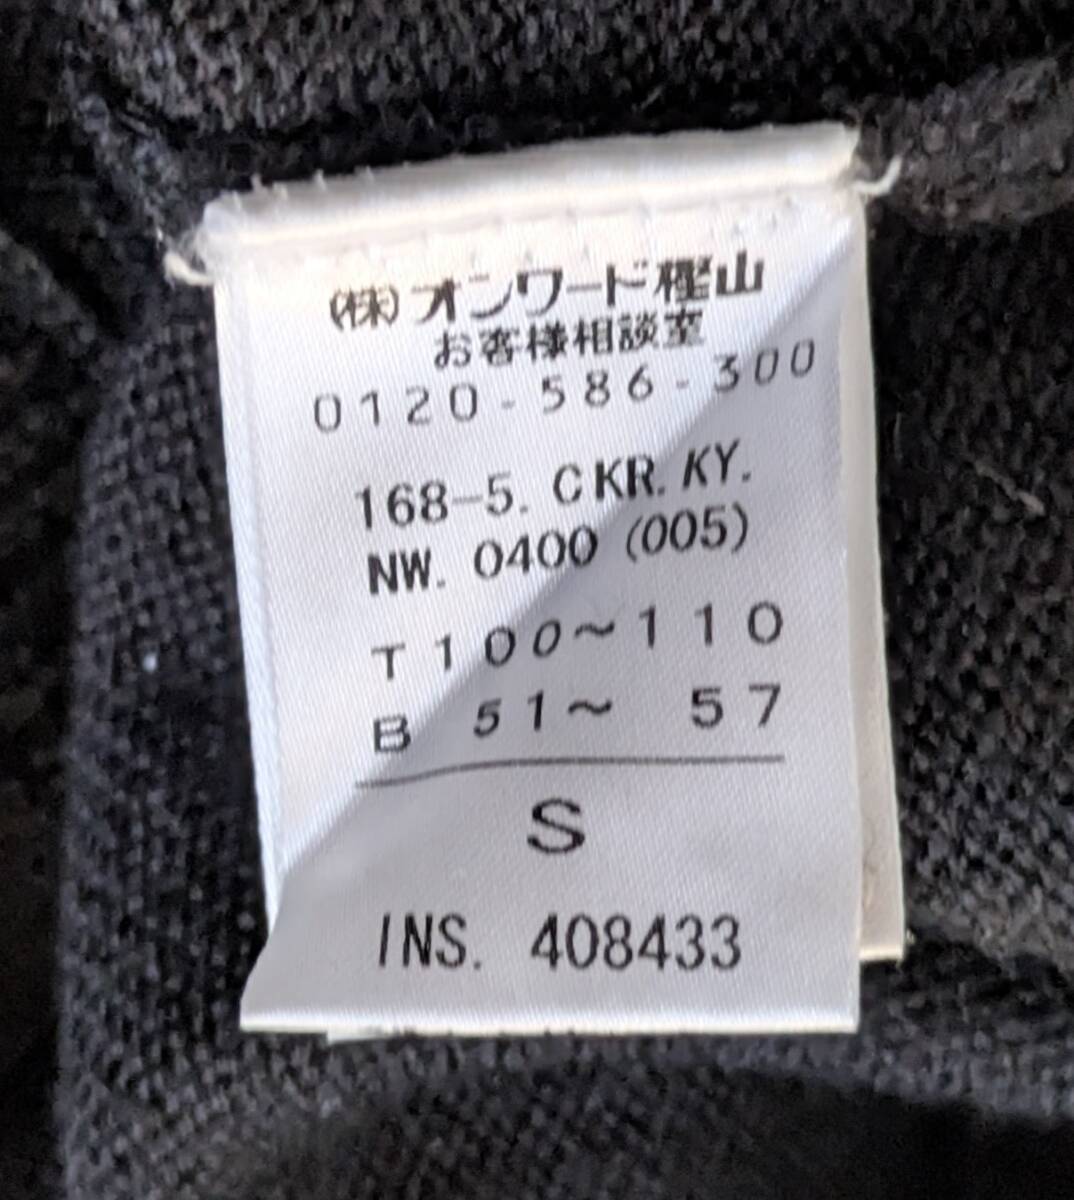 (株)オンワード樫山
お客様相談室
0120-586-300
168-5. CKR. KY.
NW. 0400 (005)
T 100~110
B 51~ 57
S
INS. 408433